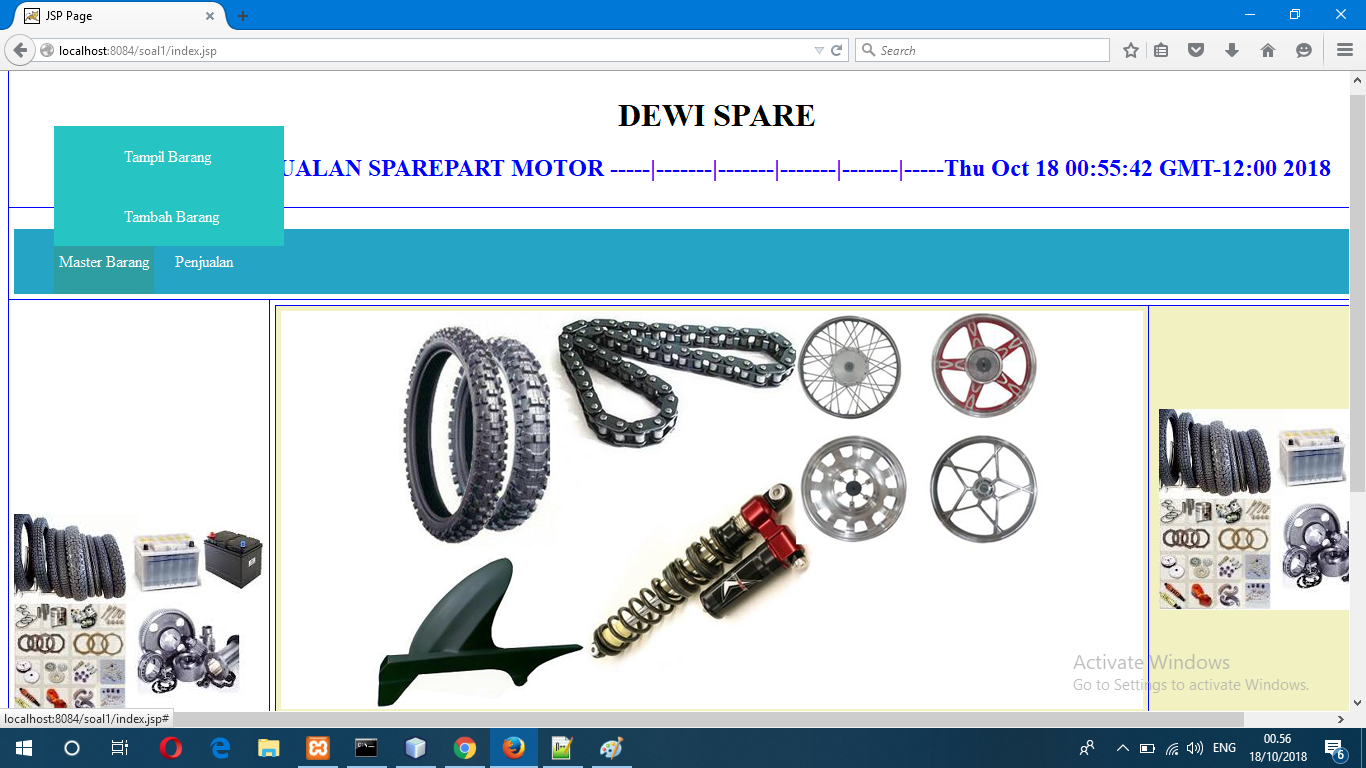 JSP Page
localhost:8084/soal1/index.jsp
Search
DEWI SPARE
Tampil Barang
UALAN SPAREPART MOTOR -----|-------|-------|-------|-------|-----Thu Oct 18 00:55:42 GMT-12:00 2018
Tambah Barang
Master Barang Penjualan
Activate Windows
Go to Settings to activate Windows.
localhost:8084/soal1/index.jsp#
ENG
00.56
18/10/2018
6